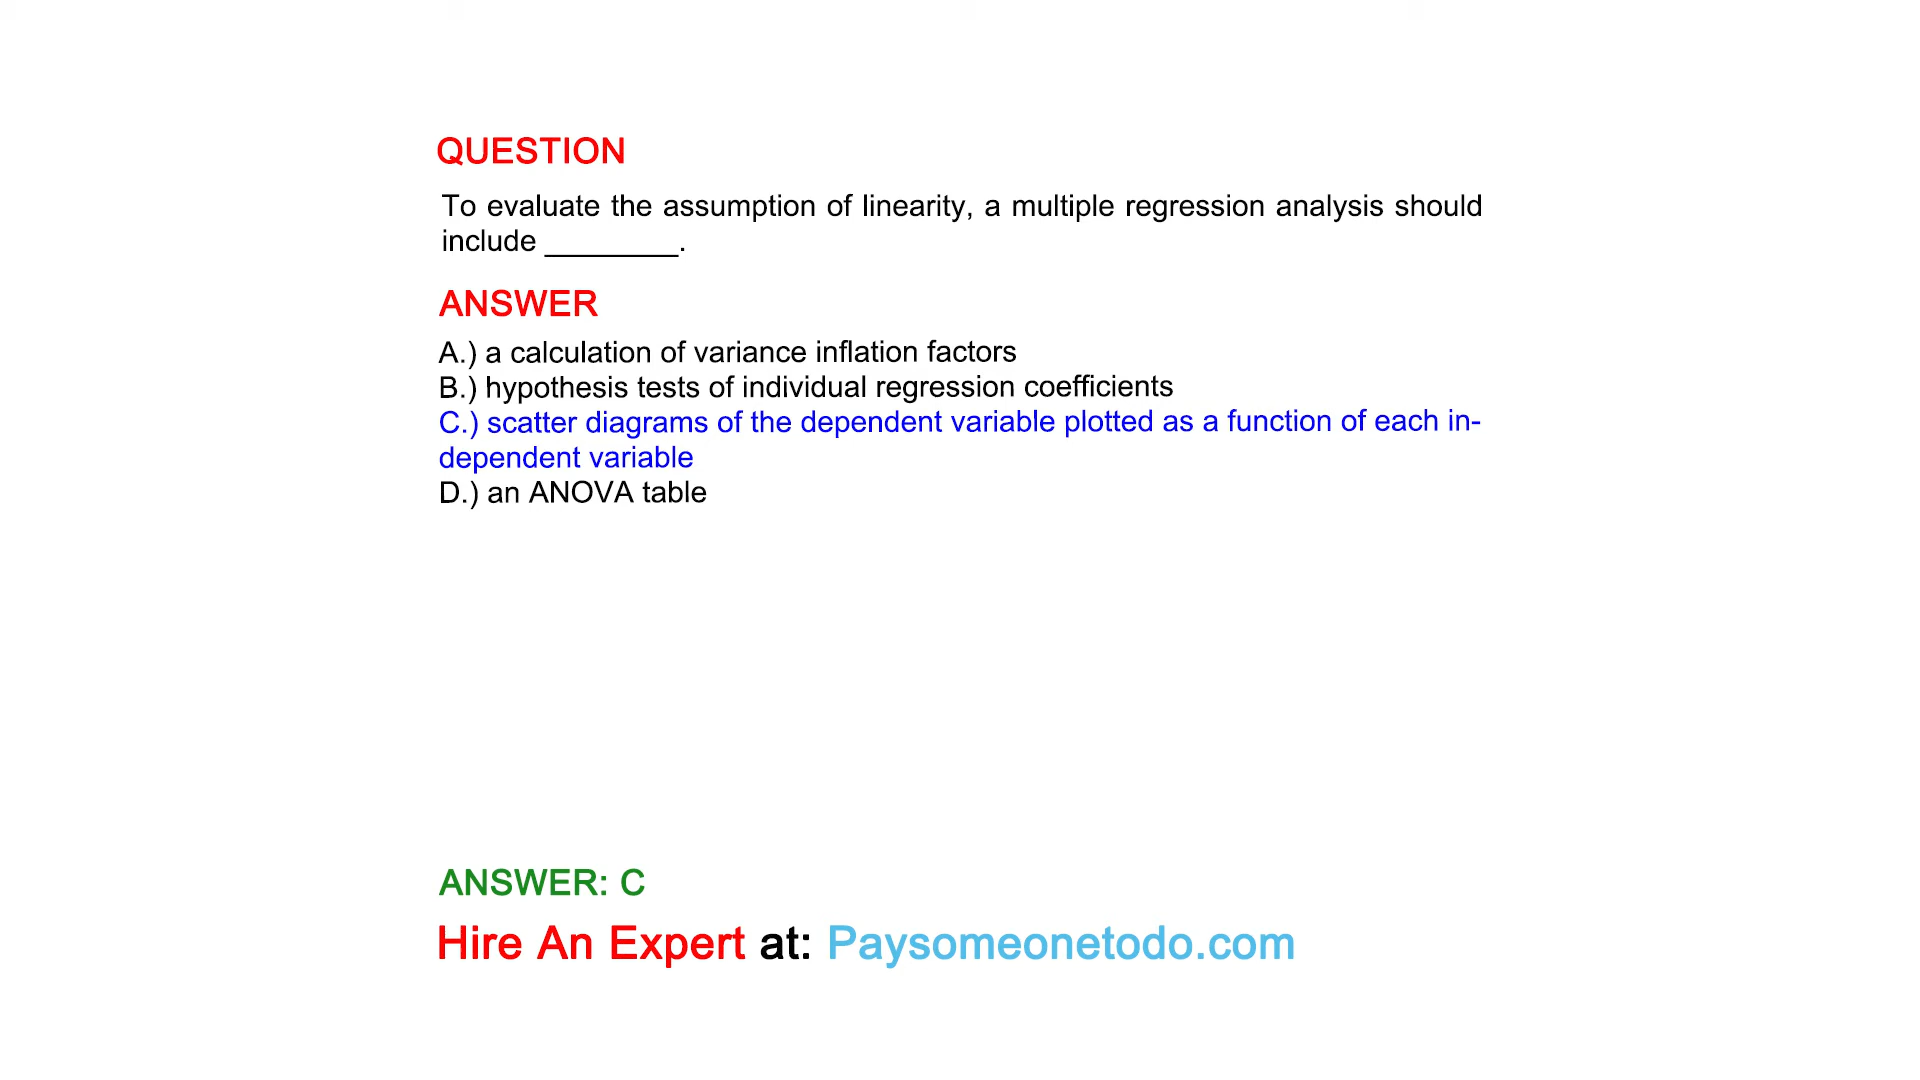 QUESTION
To evaluate the assumption of linearity, a multiple regression analysis should
include ________.
ANSWER
A.) a calculation of variance inflation factors
B.) hypothesis tests of individual regression coefficients
C.) scatter diagrams of the dependent variable plotted as a function of each in-
dependent variable
D.) an ANOVA table
ANSWER: C
Hire An Expert at: Paysomeonetodo.com